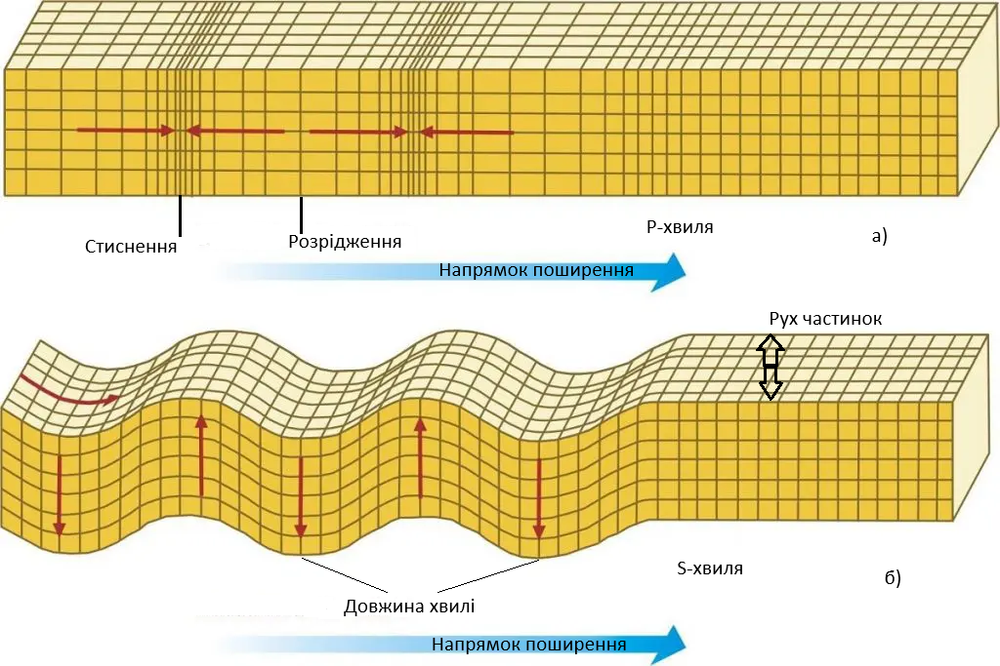 Стиснення
Розрідження
P-хвиля
а)
Напрямок поширення
Рух частинок
S-хвиля
б)
Довжина хвилі
Напрямок поширення